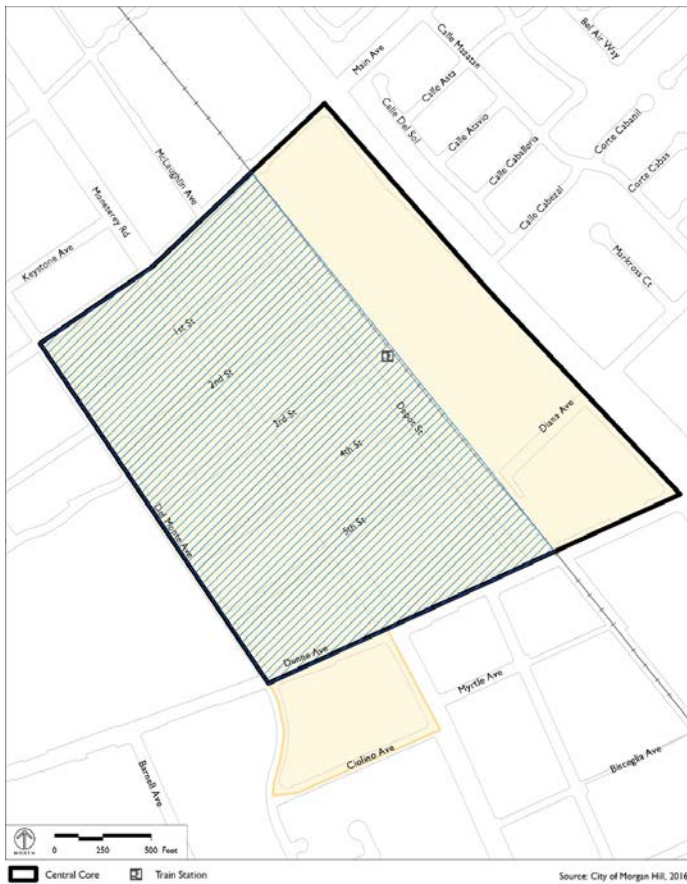 Bel Air Way
Calle Mazatan
Main Ave
Calle Asta
Calle Del Sol
Calle Atavio
Corte Cabanil
Calle Caballeria
Corte Cabas
McLaughlin Ave
Calle Cabezal
Moneterey Rd
Markross Ct
Keystone Ave
1st St
2nd St
3rd St
Depot St
Diana Ave
4th St
5th St
Del Monte Ave
Dunne Ave
Myrtle Ave
Ciolino Ave
Bisceglia Ave
Barnell Ave
NORTH
0 250 500 Feet
Central Core Train Station Source: City of Morgan Hill, 2016